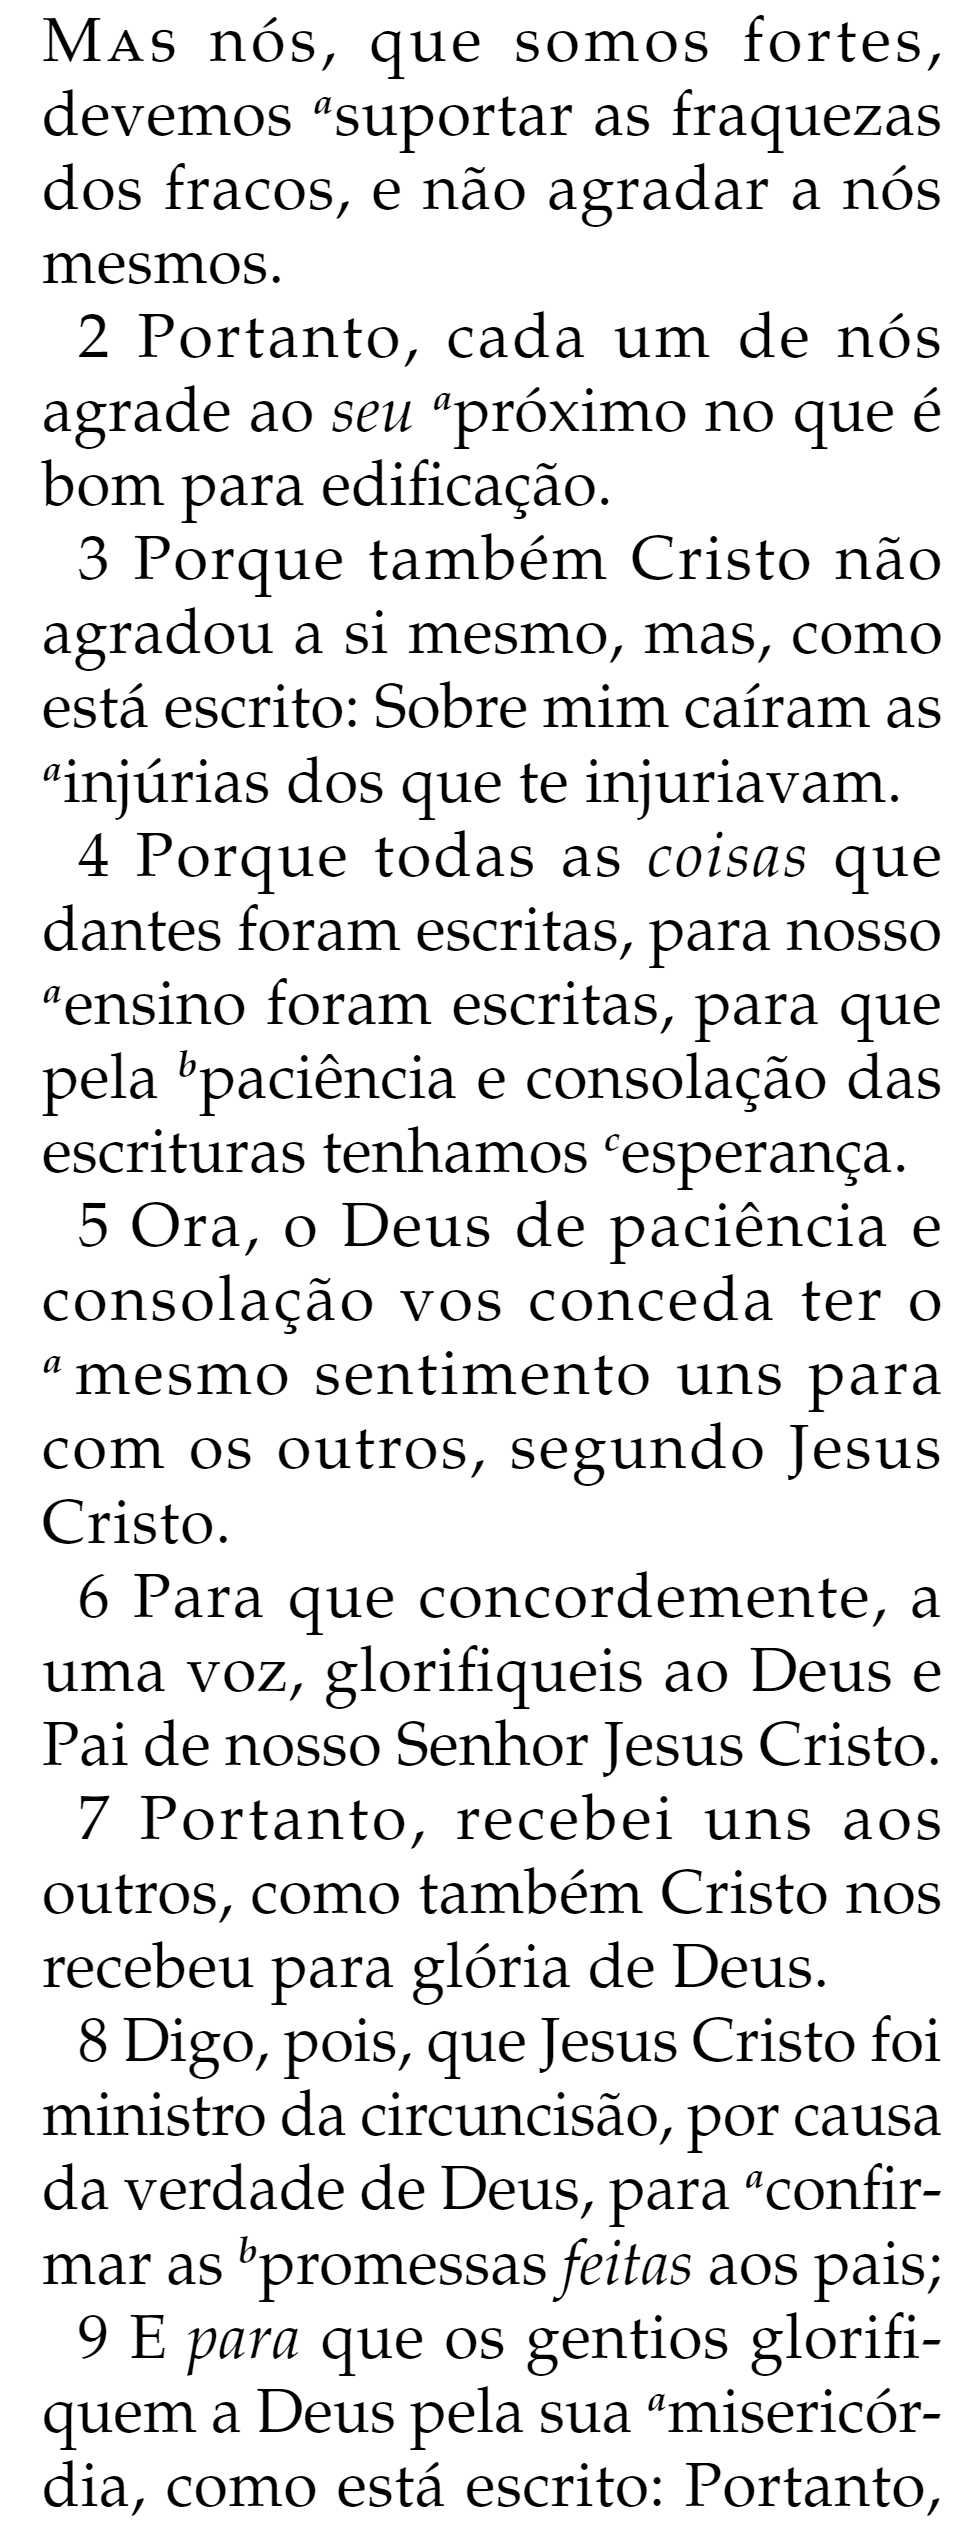 MAS nós, que somos fortes,
devemos ᵃsuportar as fraquezas
dos fracos, e não agradar a nós
mesmos.
2 Portanto, cada um de nós
agrade ao seu ᵃpróximo no que é
bom para edificação.
3 Porque também Cristo não
agradou a si mesmo, mas, como
está escrito: Sobre mim caíram as
ᵃinjúrias dos que te injuriavam.
4 Porque todas as coisas que
dantes foram escritas, para nosso
ᵃensino foram escritas, para que
pela ᵇpaciência e consolação das
escrituras tenhamos ᶜesperança.
5 Ora, o Deus de paciência e
consolação vos conceda ter o
ᵃ mesmo sentimento uns para
com os outros, segundo Jesus
Cristo.
6 Para que concordemente, a
uma voz, glorifiqueis ao Deus e
Pai de nosso Senhor Jesus Cristo.
7 Portanto, recebei uns aos
outros, como também Cristo nos
recebeu para glória de Deus.
8 Digo, pois, que Jesus Cristo foi
ministro da circuncisão, por causa
da verdade de Deus, para ᵃconfir-
mar as ᵇpromessas feitas aos pais;
9 E para que os gentios glorifi-
quem a Deus pela sua ᵃmisericór-
dia, como está escrito: Portanto,